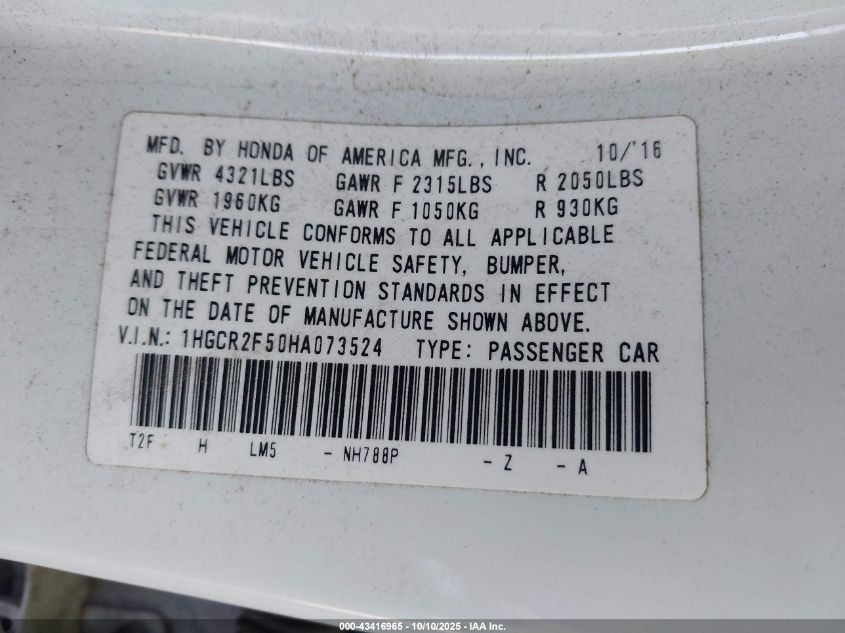 MFD. BY HONDA OF AMERICA MFG., INC. 10/'16
GVWR 4321LBS GAWR F 2315LBS R 2050LBS
GVWR 1960KG GAWR F 1050KG R 930KG
THIS VEHICLE CONFORMS TO ALL APPLICABLE
FEDERAL MOTOR VEHICLE SAFETY, BUMPER,
AND THEFT PREVENTION STANDARDS IN EFFECT
ON THE DATE OF MANUFACTURE SHOWN ABOVE.
V.I.N.: 1HGCR2F50HA073524 TYPE: PASSENGER CAR
T2F H LM5 - NH788P - Z - A
000-43416965 - 10/10/2025 - IAA Inc.